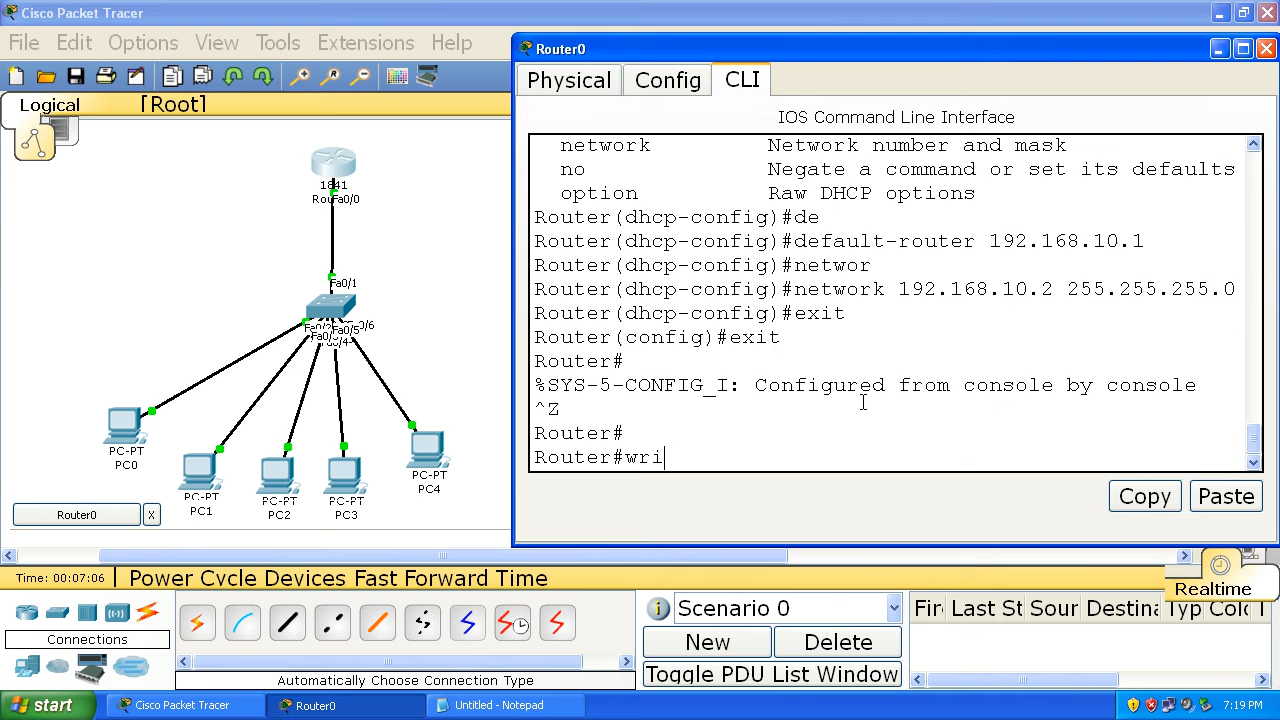 Cisco Packet Tracer
File Edit Options View Tools Extensions Help
Logical [Root]
1841
Fa0/0
Fa0/1
Fa0/5
PC-PT
PC0
PC-PT
PC1
PC-PT
PC2
PC-PT
PC3
PC-PT
PC4
Router0 X
Router0
Physical Config CLI
IOS Command Line Interface
network Network number and mask
no Negate a command or set its defaults
option Raw DHCP options
Router(dhcp-config)#de
Router(dhcp-config)#default-router 192.168.10.1
Router(dhcp-config)#networ
Router(dhcp-config)#network 192.168.10.2 255.255.255.0
Router(dhcp-config)#exit
Router(config)#exit
Router#
%SYS-5-CONFIG_I: Configured from console by console
^Z
Router#
Router#wri
Copy Paste
Time: 00:07:06 Power Cycle Devices Fast Forward Time
Realtime
Connections
Automatically Choose Connection Type
i Scenario 0
New Delete
Toggle PDU List Window
Fir Last St Sour Destina Typ Colo T
start Cisco Packet Tracer Router0 Untitled - Notepad 7:19 PM